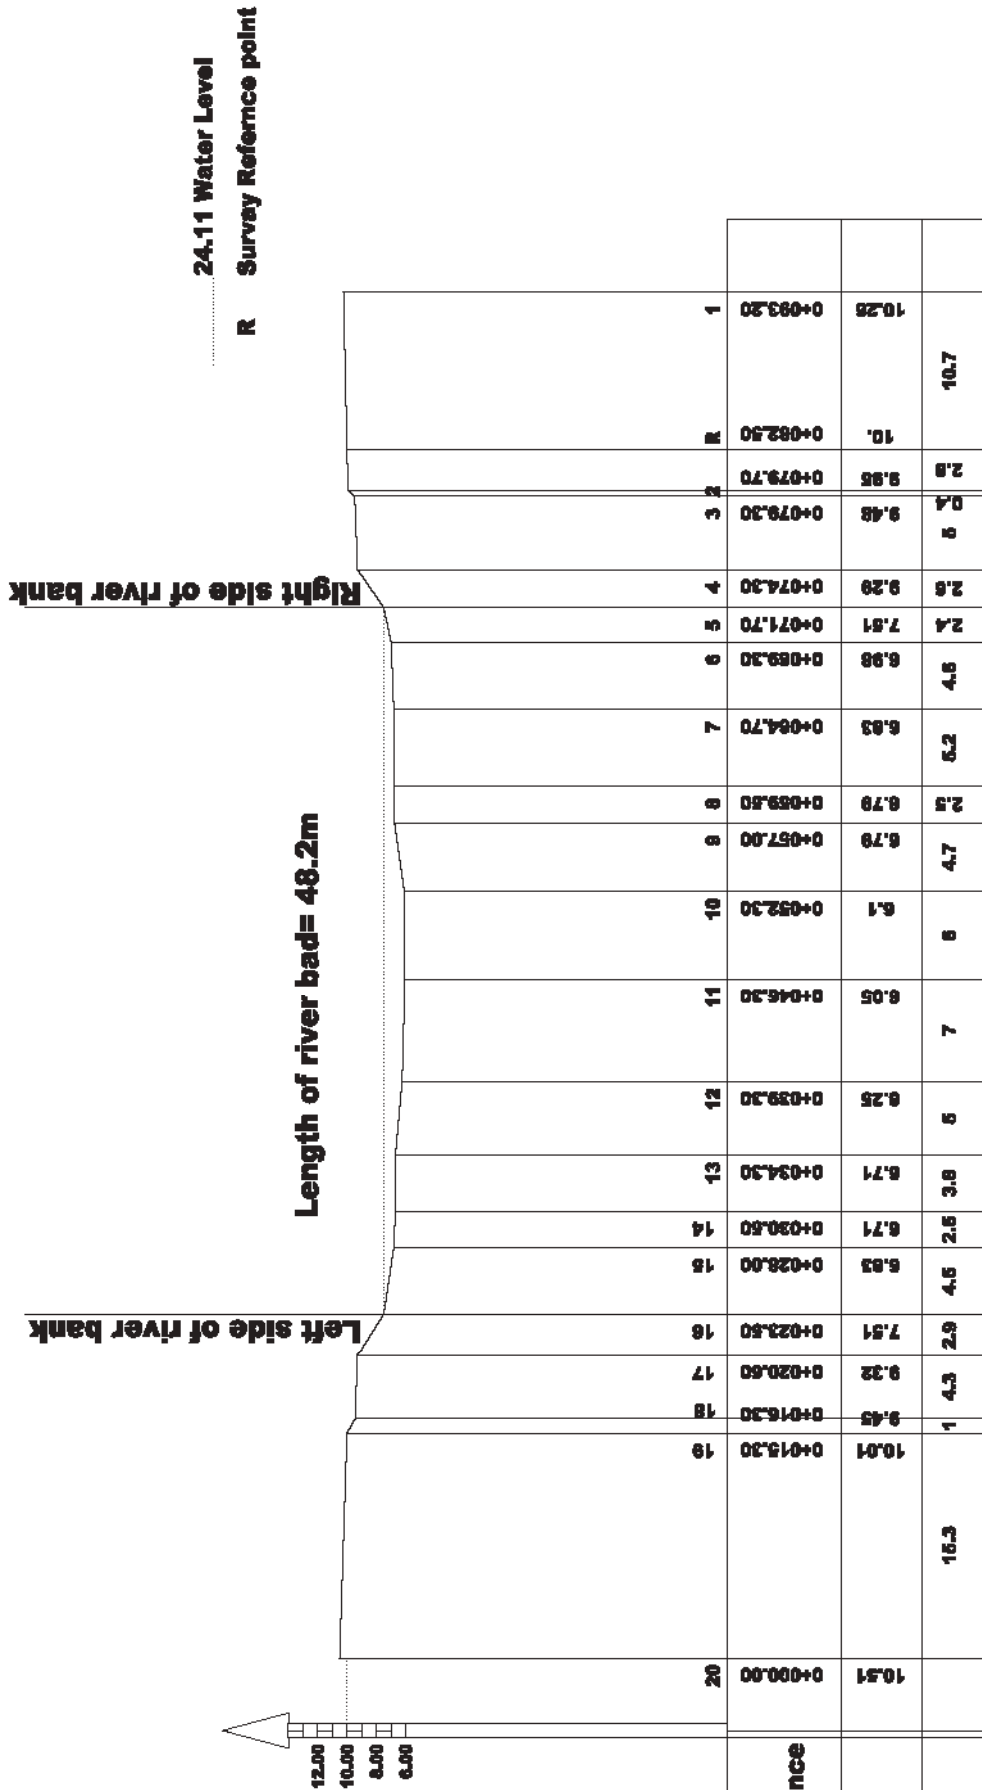 24.11 Water Level
R Survay Refernce point
Right side of river bank
Length of river bad= 48.2m
Left side of river bank
12.00
10.00
8.00
6.00
20 19 18 17 16 15 14 13 12 11 10 9 8 7 6 5 4 3 2 R 1
nce 0+000.00 0+015.30 0+016.30 0+020.60 0+023.50 0+028.00 0+030.50 0+034.30 0+039.30 0+046.30 0+052.30 0+057.00 0+059.50 0+064.70 0+069.30 0+071.70 0+074.30 0+079.30 0+079.70 0+082.50 0+093.20
10.51 10.01 9.45 9.32 7.51 6.83 6.71 6.71 6.25 6.05 6.1 6.79 6.79 6.83 6.98 7.51 9.29 9.48 9.95 10. 10.25
15.3 1 4.3 2.9 4.5 2.5 3.8 5 7 6 4.7 2.5 5.2 4.6 2.4 2.6 5 0.4 2.8 10.7